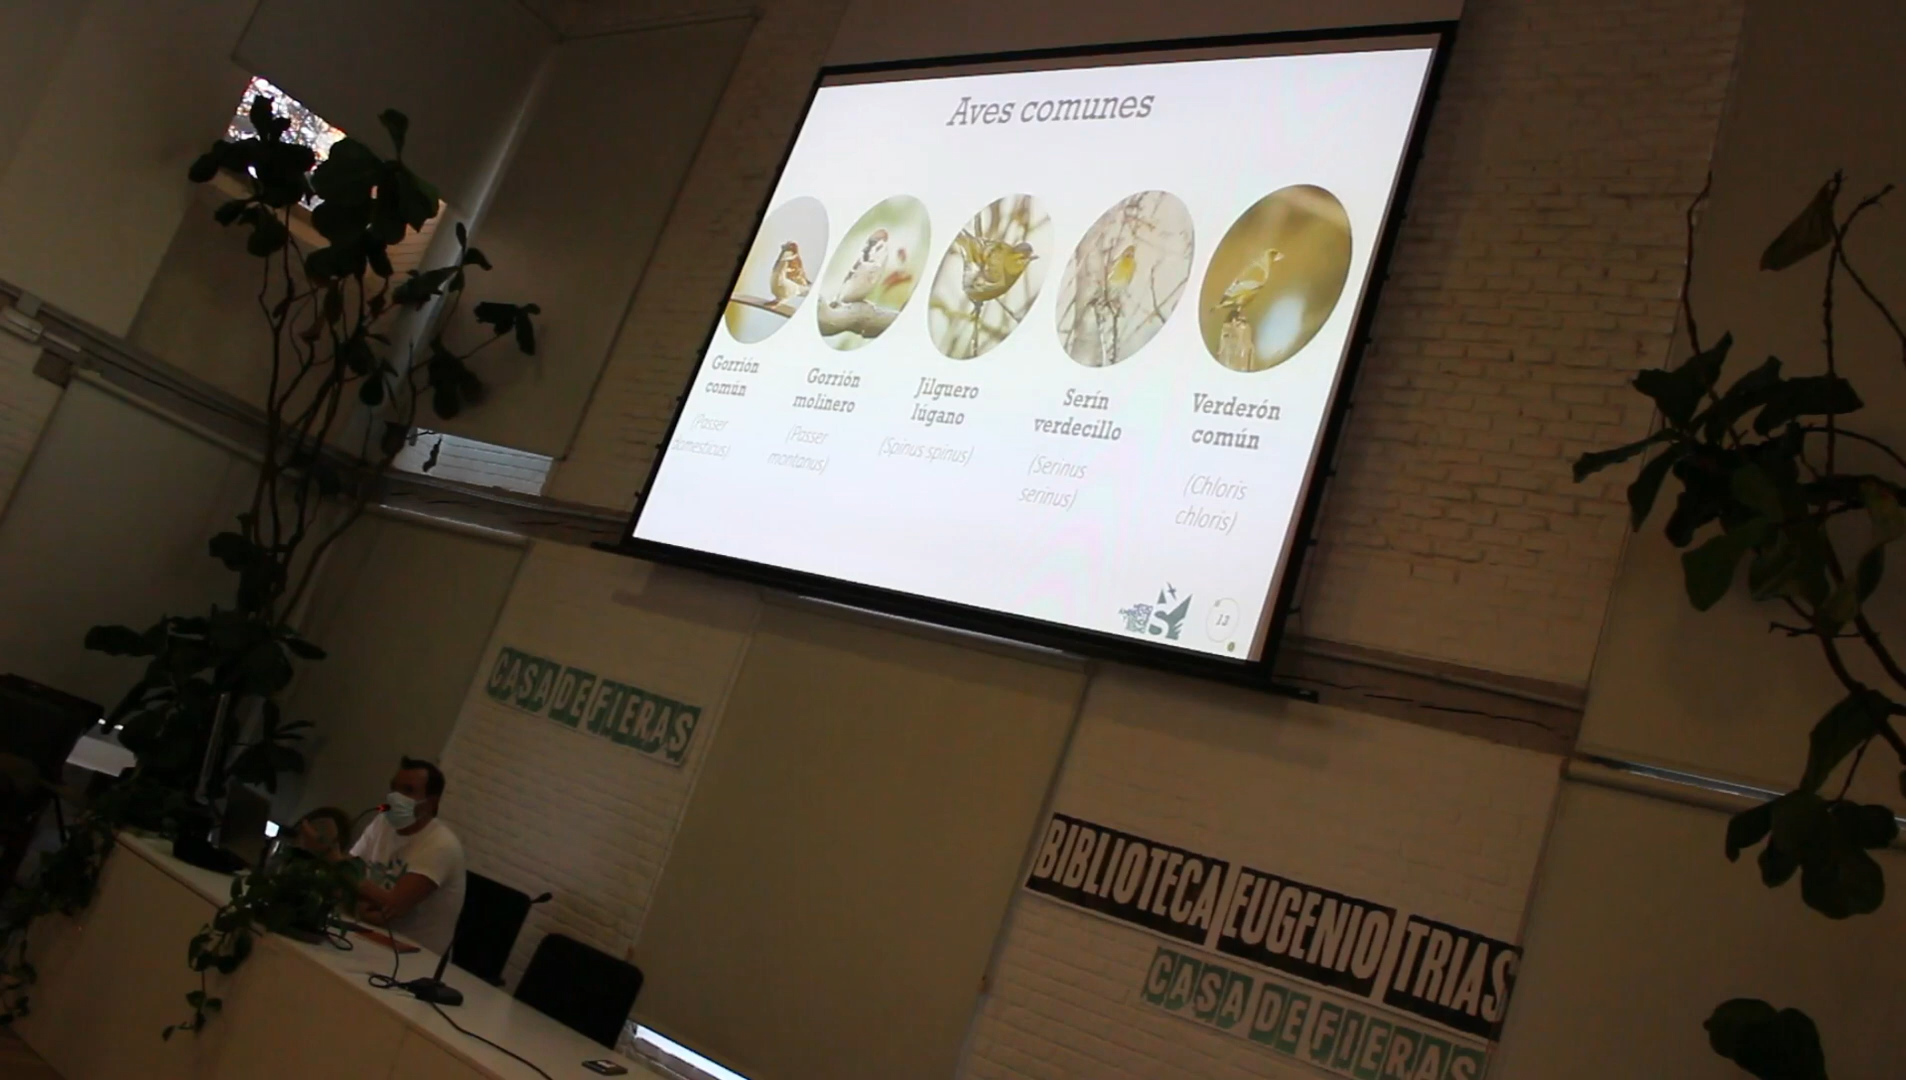 Aves comunes
Gorrión
común
(Passer
domesticus)
Gorrión
molinero
(Passer
montanus)
Jilguero
lúgano
(Spinus spinus)
Serín
verdecillo
(Serinus
serinus)
Verderón
común
(Chloris
chloris)
12
CASA DE FIERAS
BIBLIOTECA EUGENIO TRIAS
CASA DE FIERAS